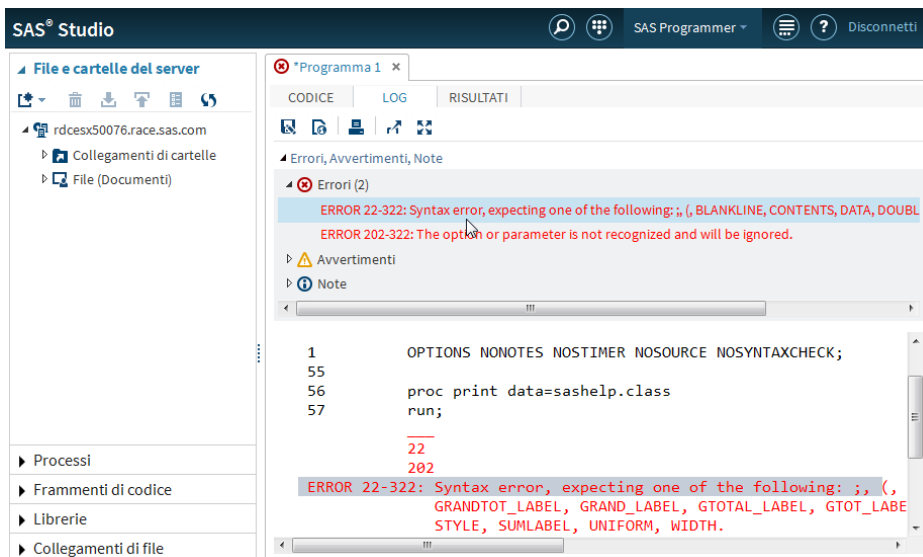 SAS® Studio
SAS Programmer
Disconnetti
File e cartelle del server
rdcesx50076.race.sas.com
Collegamenti di cartelle
File (Documenti)
Processi
Frammenti di codice
Librerie
Collegamenti di file
*Programma 1
CODICE LOG RISULTATI
Errori, Avvertimenti, Note
Errori (2)
ERROR 22-322: Syntax error, expecting one of the following: ;, (, BLANKLINE, CONTENTS, DATA, DOUBL
ERROR 202-322: The option or parameter is not recognized and will be ignored.
Avvertimenti
Note
1 OPTIONS NONOTES NOSTIMER NOSOURCE NOSYNTAXCHECK;
55
56 proc print data=sashelp.class
57 run;
22
202
ERROR 22-322: Syntax error, expecting one of the following: ;, (,
GRANDTOT_LABEL, GRAND_LABEL, GTOTAL_LABEL, GTOT_LABE
STYLE, SUMLABEL, UNIFORM, WIDTH.